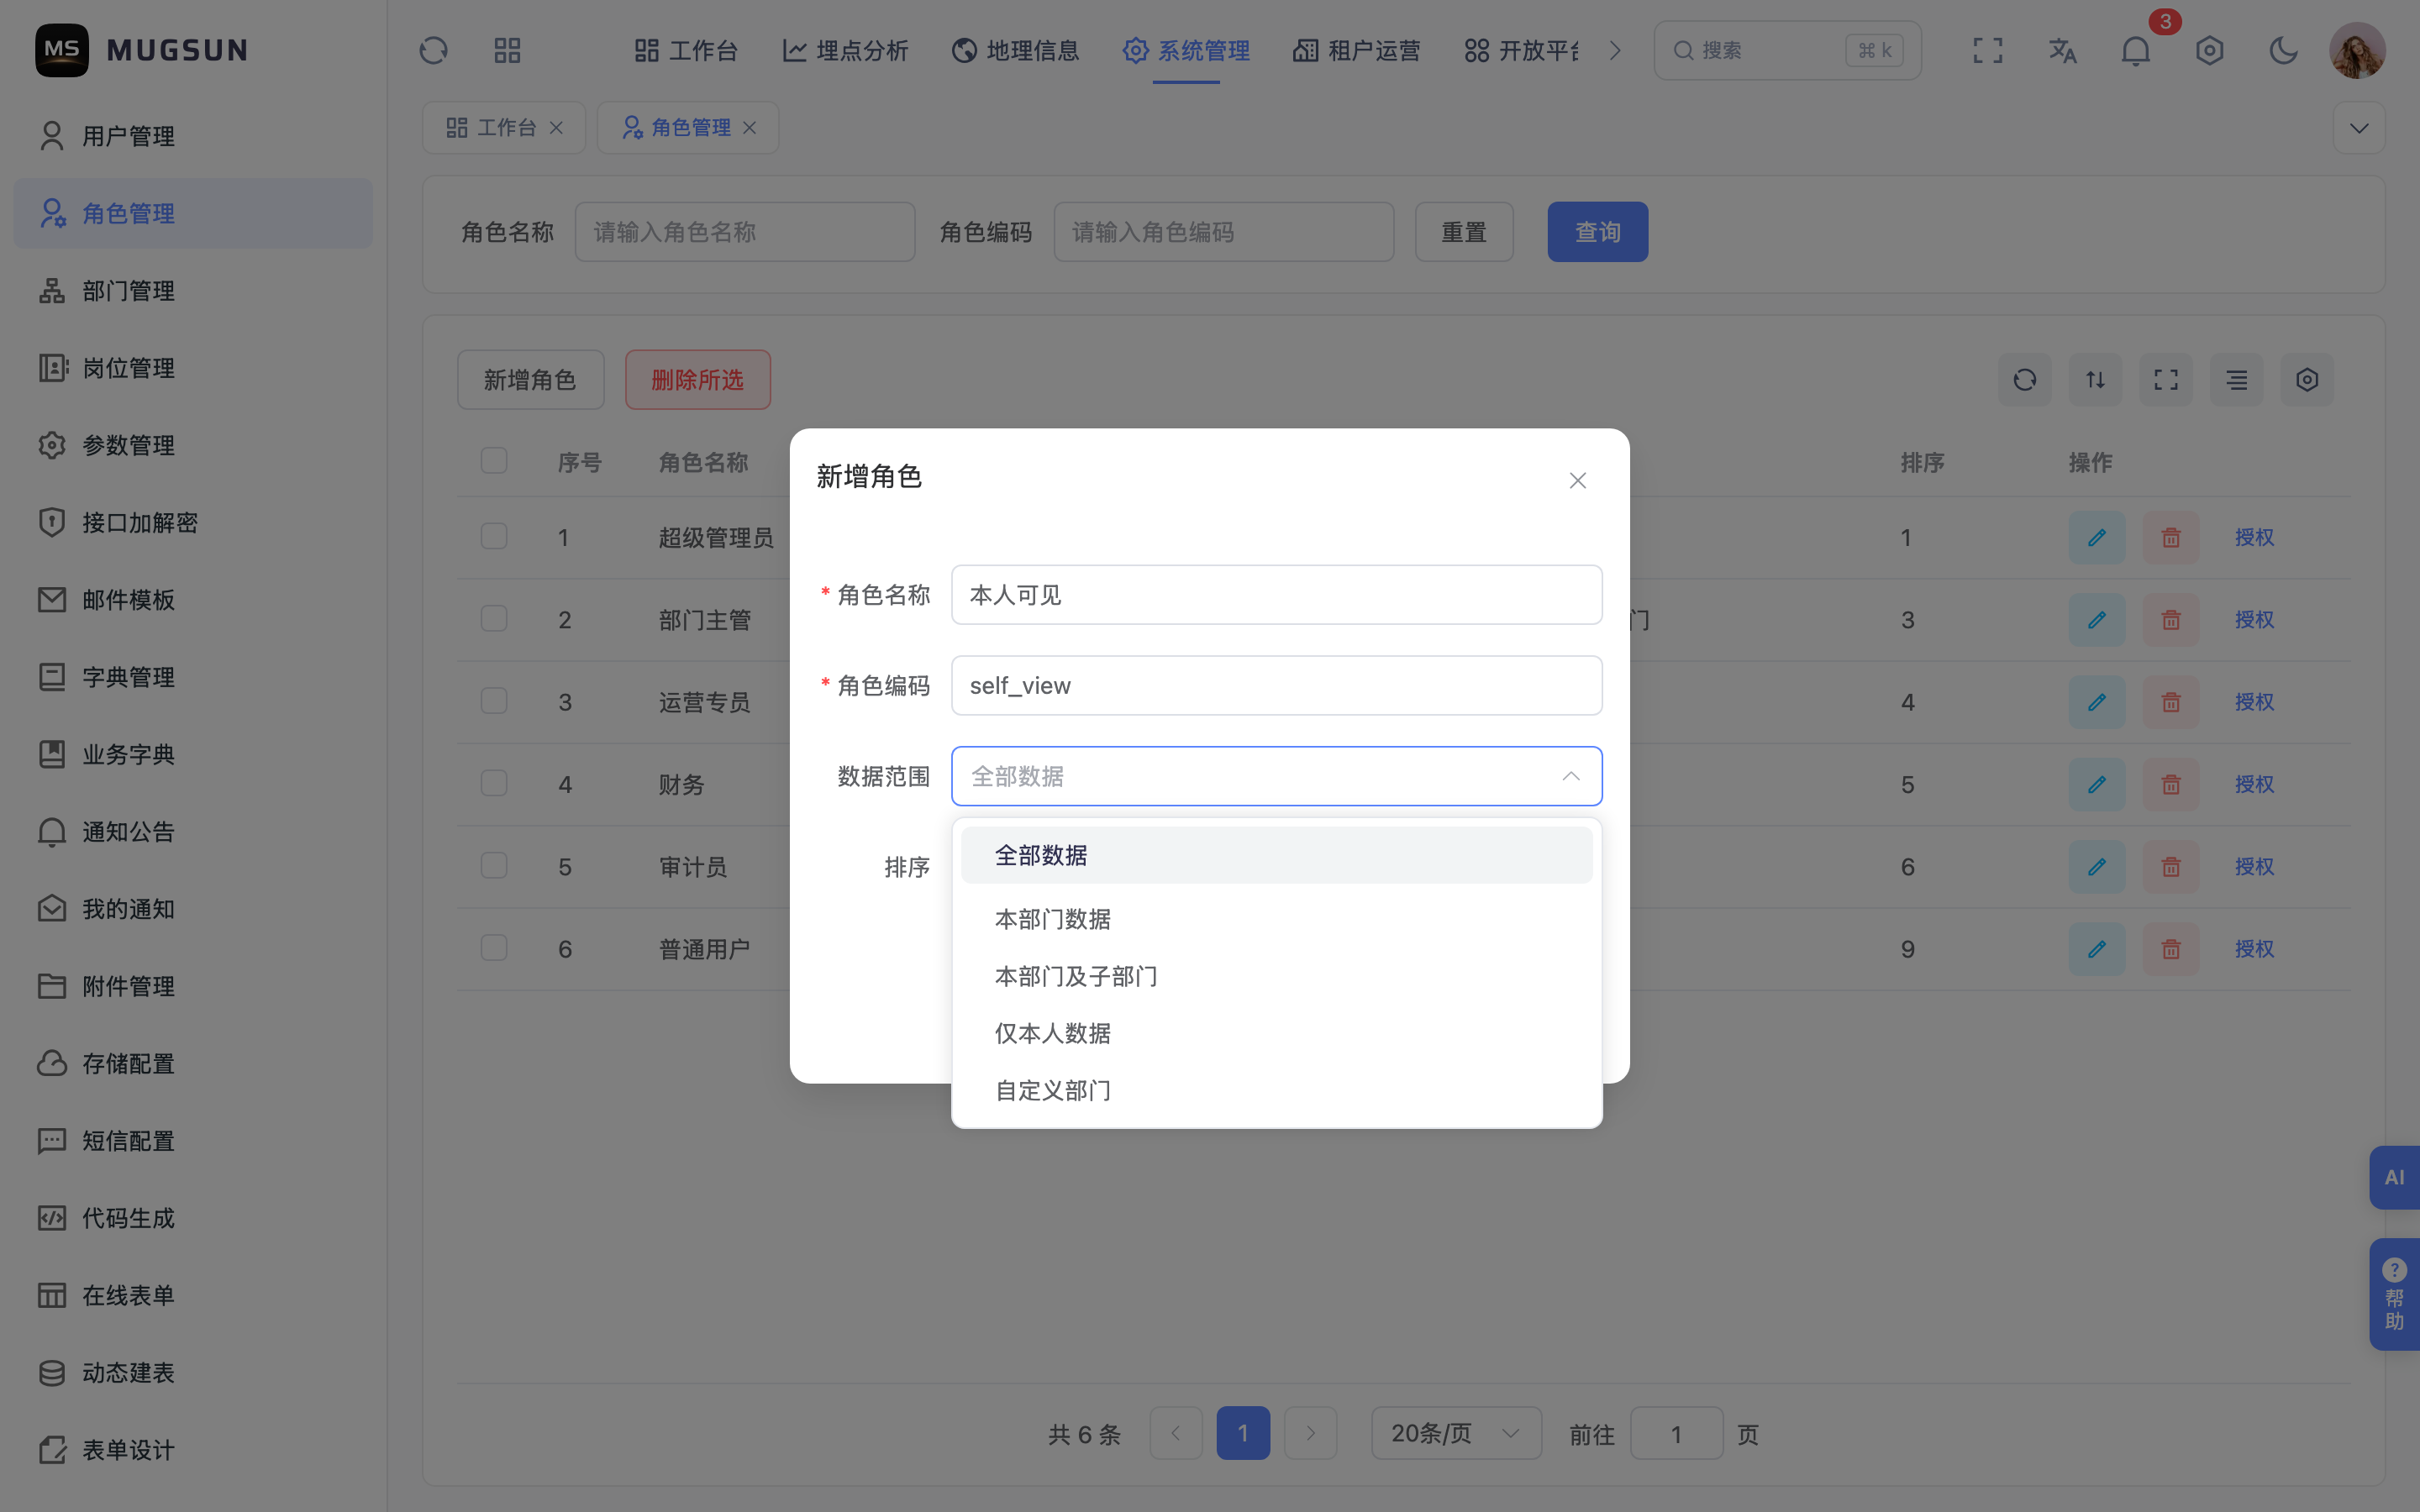 MS MUGSUN
工作台 埋点分析 地理信息 系统管理 租户运营 开放平台 搜索 ⌘ k 3
工作台 角色管理
用户管理
角色管理
部门管理
岗位管理
参数管理
接口加解密
邮件模板
字典管理
业务字典
通知公告
我的通知
附件管理
存储配置
短信配置
代码生成
在线表单
动态建表
表单设计
角色名称 请输入角色名称 角色编码 请输入角色编码 重置 查询
新增角色 删除所选
序号 角色名称 排序 操作
1 超级管理员 1 授权
2 部门主管 门 3 授权
3 运营专员 4 授权
4 财务 5 授权
5 审计员 6 授权
6 普通用户 9 授权
新增角色
* 角色名称 本人可见
* 角色编码 self_view
数据范围 全部数据
排序
全部数据
本部门数据
本部门及子部门
仅本人数据
自定义部门
共 6 条 1 20条/页 前往 1 页
AI
?
帮
助